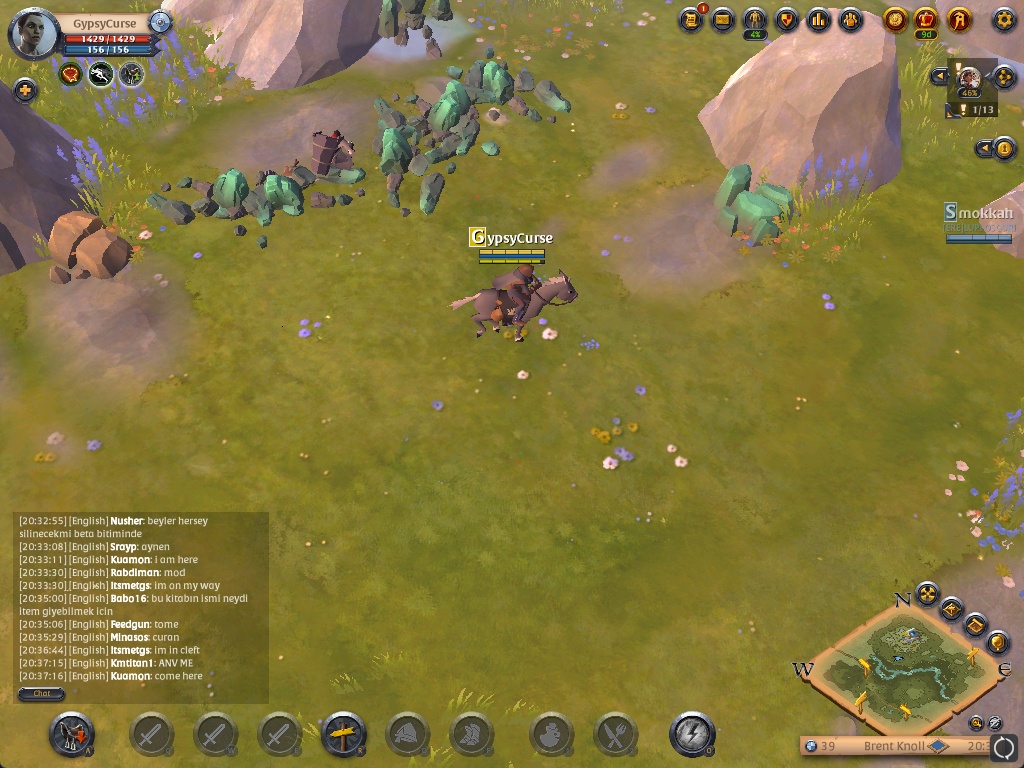 GypsyCurse
1429 / 1429
156 / 156
1
4%
9d
46%
1/13
Smokkah
GypsyCurse
[20:32:55] [English] Nusher: beyler hersey
silinecekmi beta bitiminde
[20:33:08] [English] Srayp: aynen
[20:33:11] [English] Kuamon: i am here
[20:33:30] [English] Rabdiman: mod
[20:33:30] [English] Itsmetgs: im on my way
[20:35:00] [English] Babo16: bu kitabın ismi neydi
item giyebilmek icin
[20:35:06] [English] Feedgun: tome
[20:35:29] [English] Minasos: curan
[20:36:44] [English] Itsmetgs: im in cleft
[20:37:15] [English] Kmtitan1: ANV ME
[20:37:16] [English] Kuamon: come here
Chat
N
W
E
A
R
39
Brent Knoll